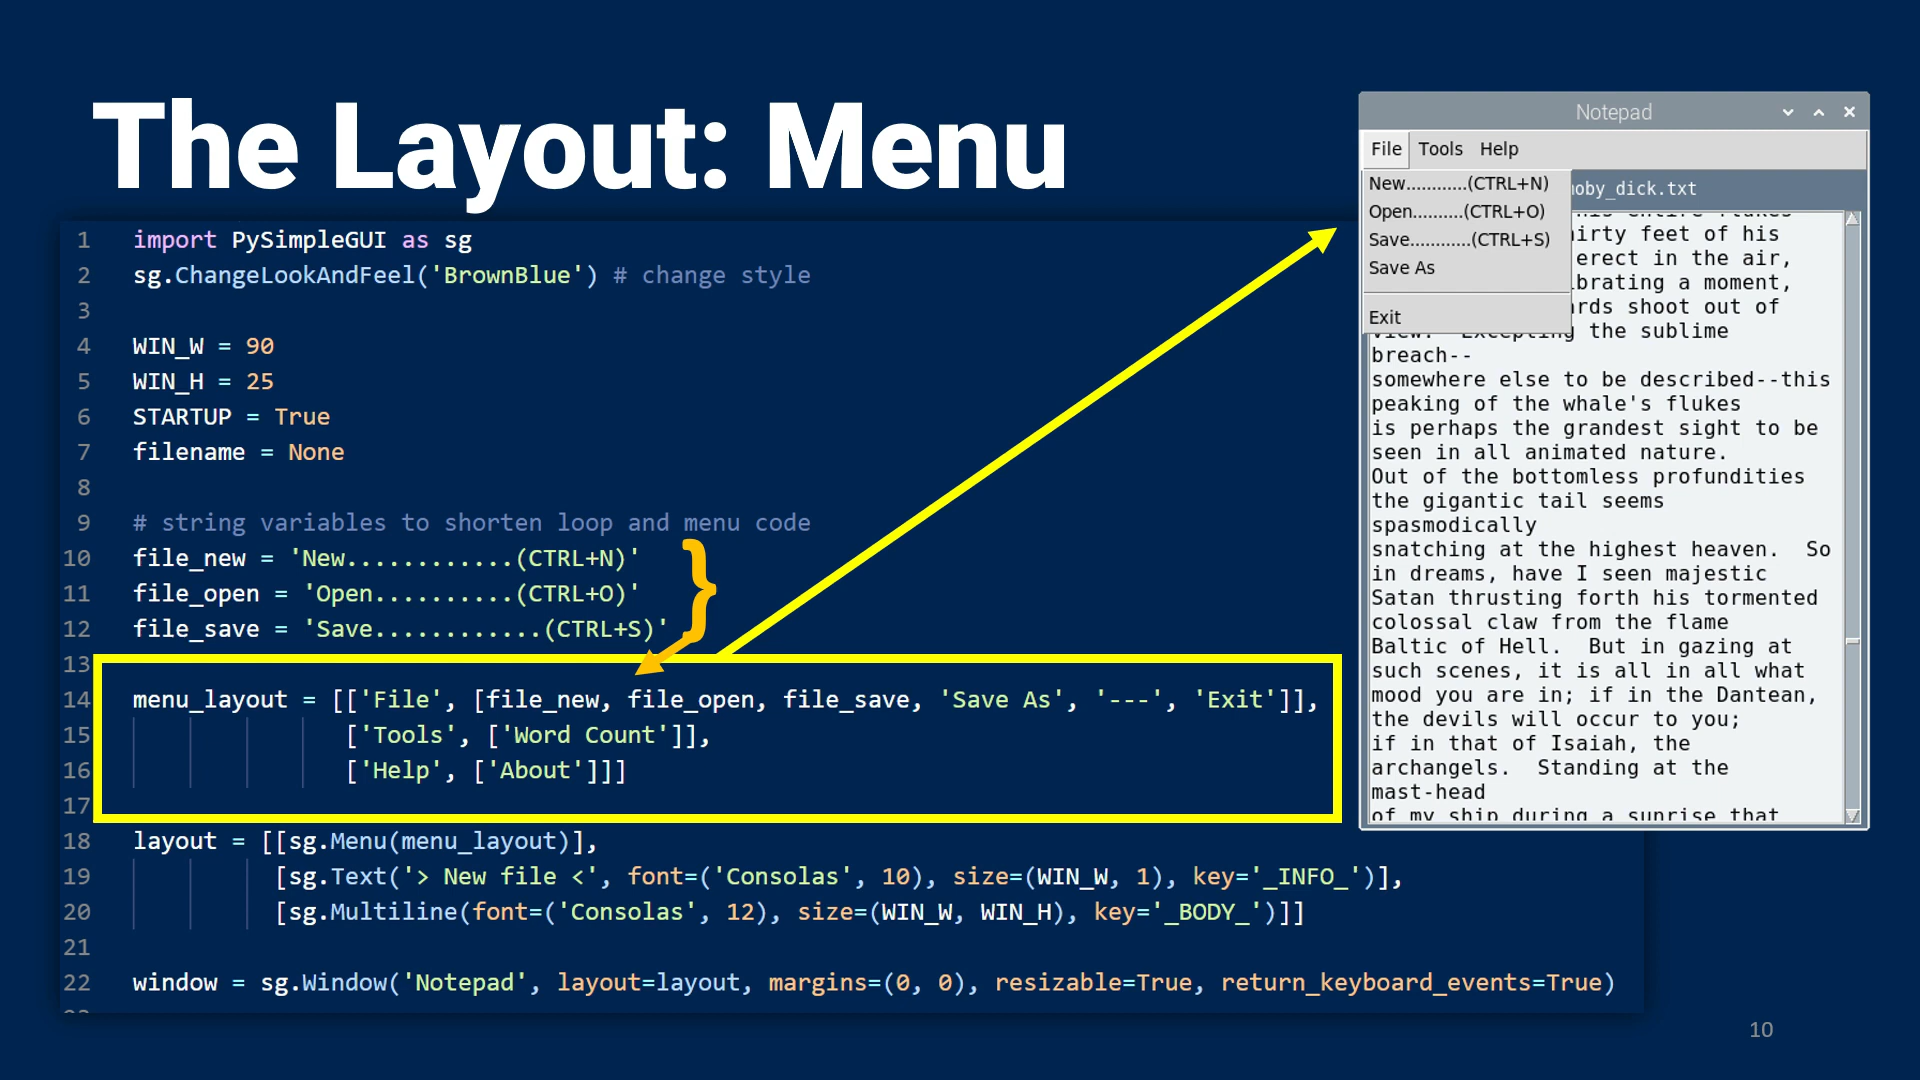 The Layout: Menu
1 import PySimpleGUI as sg
2 sg.ChangeLookAndFeel('BrownBlue') # change style
3
4 WIN_W = 90
5 WIN_H = 25
6 STARTUP = True
7 filename = None
8
9 # string variables to shorten loop and menu code
10 file_new = 'New............(CTRL+N)'
11 file_open = 'Open..........(CTRL+O)'
12 file_save = 'Save............(CTRL+S)'
13
14 menu_layout = [['File', [file_new, file_open, file_save, 'Save As', '---', 'Exit']],
15 ['Tools', ['Word Count']],
16 ['Help', ['About']]]
17
18 layout = [[sg.Menu(menu_layout)],
19 [sg.Text('> New file <', font=('Consolas', 10), size=(WIN_W, 1), key='_INFO_')],
20 [sg.Multiline(font=('Consolas', 12), size=(WIN_W, WIN_H), key='_BODY_')]]
21
22 window = sg.Window('Notepad', layout=layout, margins=(0, 0), resizable=True, return_keyboard_events=True)
Notepad
File Tools Help
New............(CTRL+N)
Open..........(CTRL+O)
Save............(CTRL+S)
Save As
Exit
oby_dick.txt
his entire flukes
irty feet of his
erect in the air,
brating a moment,
rds shoot out of
view. Excepting the sublime
breach--
somewhere else to be described--this
peaking of the whale's flukes
is perhaps the grandest sight to be
seen in all animated nature.
Out of the bottomless profundities
the gigantic tail seems
spasmodically
snatching at the highest heaven. So
in dreams, have I seen majestic
Satan thrusting forth his tormented
colossal claw from the flame
Baltic of Hell. But in gazing at
such scenes, it is all in all what
mood you are in; if in the Dantean,
the devils will occur to you;
if in that of Isaiah, the
archangels. Standing at the
mast-head
of my ship during a sunrise that
10